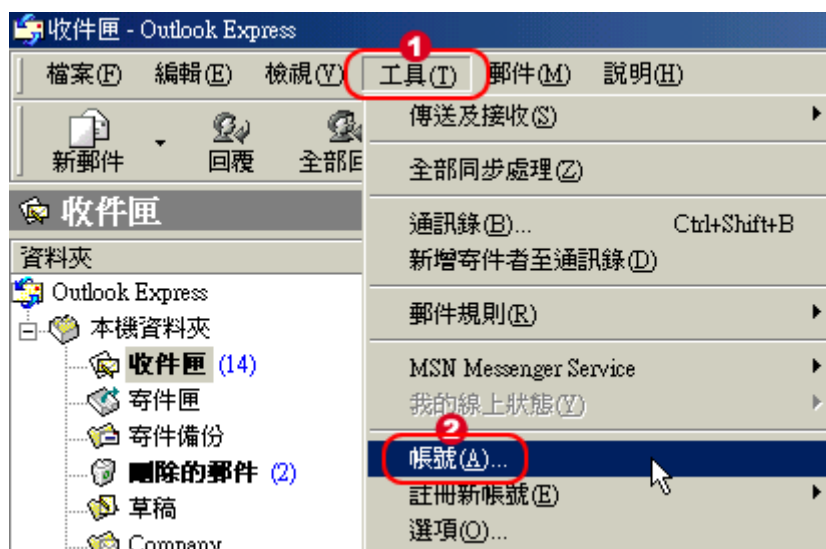 收件匣 - Outlook Express
1
檔案(F) 編輯(E) 檢視(V) 工具(T) 郵件(M) 說明(H)
新郵件 回覆 全部回
收件匣
資料夾
Outlook Express
本機資料夾
收件匣 (14)
寄件匣
寄件備份
刪除的郵件 (2)
草稿
Company
傳送及接收(S)
全部同步處理(Z)
通訊錄(B)... Ctrl+Shift+B
新增寄件者至通訊錄(D)
郵件規則(R)
MSN Messenger Service
我的線上狀態(Y)
2
帳號(A)...
註冊新帳號(E)
選項(O)...